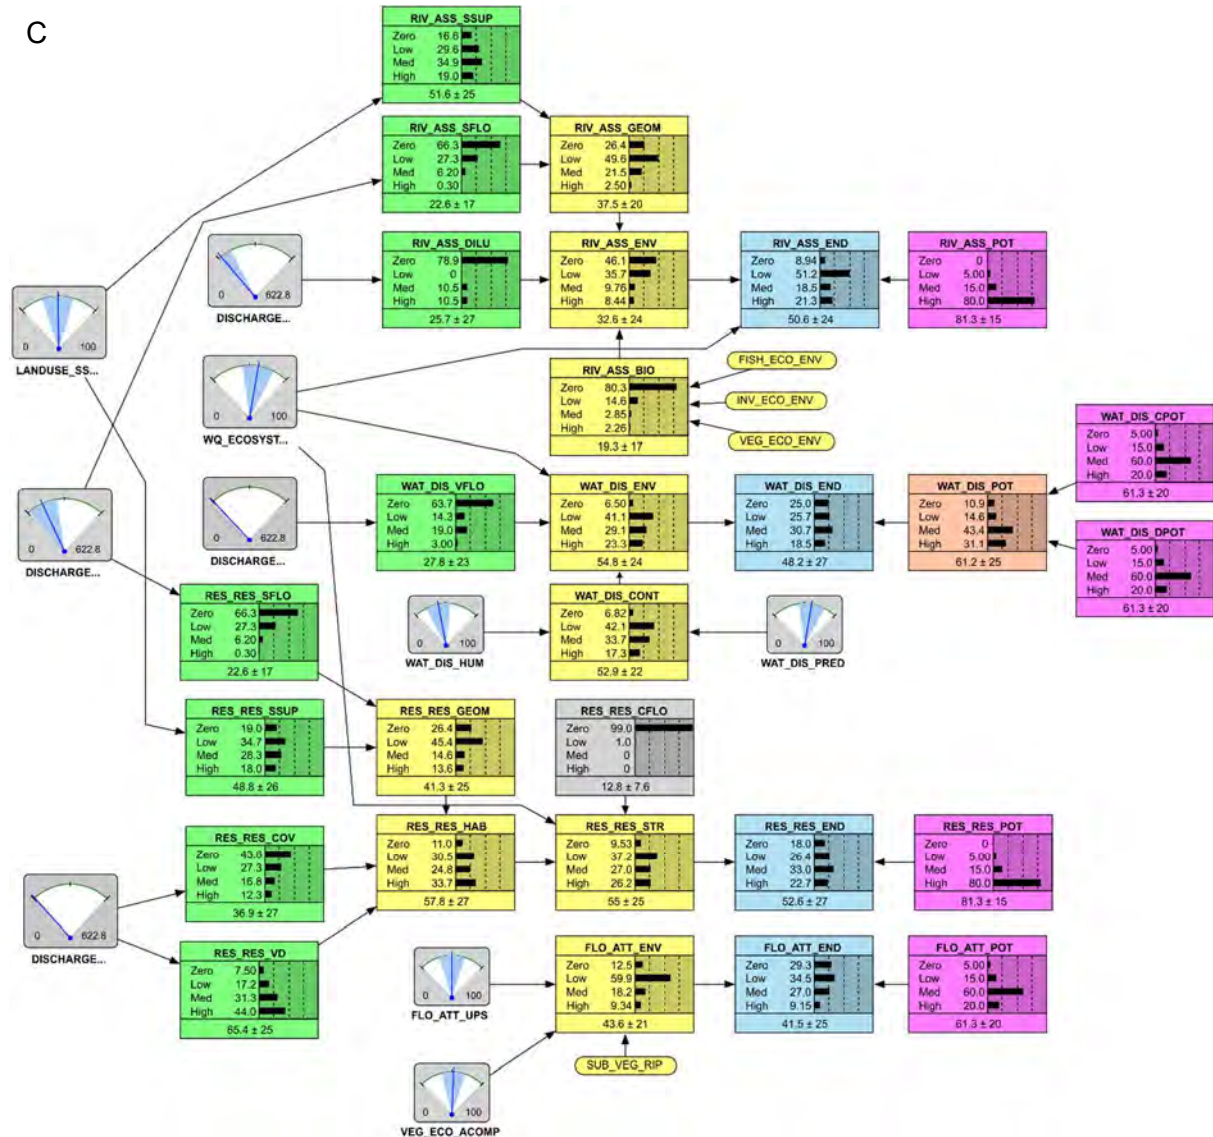 C
RIV_ASS_SSUP
Zero 16.6
Low 29.6
Med 34.9
High 19.0
51.6 ± 25
RIV_ASS_SFLO
Zero 66.3
Low 27.3
Med 6.20
High 0.30
22.6 ± 17
RIV_ASS_GEOM
Zero 26.4
Low 49.6
Med 21.5
High 2.50
37.5 ± 20
0 622.8
DISCHARGE...
RIV_ASS_DILU
Zero 78.9
Low 0
Med 10.5
High 10.5
25.7 ± 27
RIV_ASS_ENV
Zero 46.1
Low 35.7
Med 9.76
High 8.44
32.6 ± 24
RIV_ASS_END
Zero 8.94
Low 51.2
Med 18.5
High 21.3
50.6 ± 24
RIV_ASS_POT
Zero 0
Low 5.00
Med 15.0
High 80.0
81.3 ± 15
0 100
LANDUSE_SS...
0 100
WQ_ECOSYST...
RIV_ASS_BIO
Zero 80.3
Low 14.6
Med 2.85
High 2.26
19.3 ± 17
FISH_ECO_ENV
INV_ECO_ENV
VEG_ECO_ENV
WAT_DIS_CPOT
Zero 5.00
Low 15.0
Med 60.0
High 20.0
61.3 ± 20
0 622.8
DISCHARGE...
0 622.8
DISCHARGE...
WAT_DIS_VFLO
Zero 63.7
Low 14.3
Med 19.0
High 3.00
27.8 ± 23
WAT_DIS_ENV
Zero 6.50
Low 41.1
Med 29.1
High 23.3
54.8 ± 24
WAT_DIS_END
Zero 25.0
Low 25.7
Med 30.7
High 18.5
48.2 ± 27
WAT_DIS_POT
Zero 10.9
Low 14.6
Med 43.4
High 31.1
61.2 ± 25
WAT_DIS_DPOT
Zero 5.00
Low 15.0
Med 60.0
High 20.0
61.3 ± 20
RES_RES_SFLO
Zero 66.3
Low 27.3
Med 6.20
High 0.30
22.6 ± 17
0 100
WAT_DIS_HUM
WAT_DIS_CONT
Zero 6.82
Low 42.1
Med 33.7
High 17.3
52.9 ± 22
0 100
WAT_DIS_PRED
RES_RES_SSUP
Zero 19.0
Low 34.7
Med 28.3
High 18.0
48.8 ± 26
RES_RES_GEOM
Zero 26.4
Low 45.4
Med 14.6
High 13.6
41.3 ± 25
RES_RES_CFLO
Zero 99.0
Low 1.0
Med 0
High 0
12.8 ± 7.6
RES_RES_COV
Zero 43.6
Low 27.3
Med 16.8
High 12.3
36.9 ± 27
RES_RES_HAB
Zero 11.0
Low 30.5
Med 24.8
High 33.7
57.8 ± 27
RES_RES_STR
Zero 9.53
Low 37.2
Med 27.0
High 26.2
55 ± 25
RES_RES_END
Zero 18.0
Low 26.4
Med 33.0
High 22.7
52.6 ± 27
RES_RES_POT
Zero 0
Low 5.00
Med 15.0
High 80.0
81.3 ± 15
0 622.8
DISCHARGE...
RES_RES_VD
Zero 7.50
Low 17.2
Med 31.3
High 44.0
65.4 ± 25
0 100
FLO_ATT_UPS
FLO_ATT_ENV
Zero 12.5
Low 59.9
Med 18.2
High 9.34
43.6 ± 21
FLO_ATT_END
Zero 29.3
Low 34.5
Med 27.0
High 9.15
41.5 ± 25
FLO_ATT_POT
Zero 5.00
Low 15.0
Med 60.0
High 20.0
61.3 ± 20
SUB_VEG_RIP
0 100
VEG_ECO_ACOMP